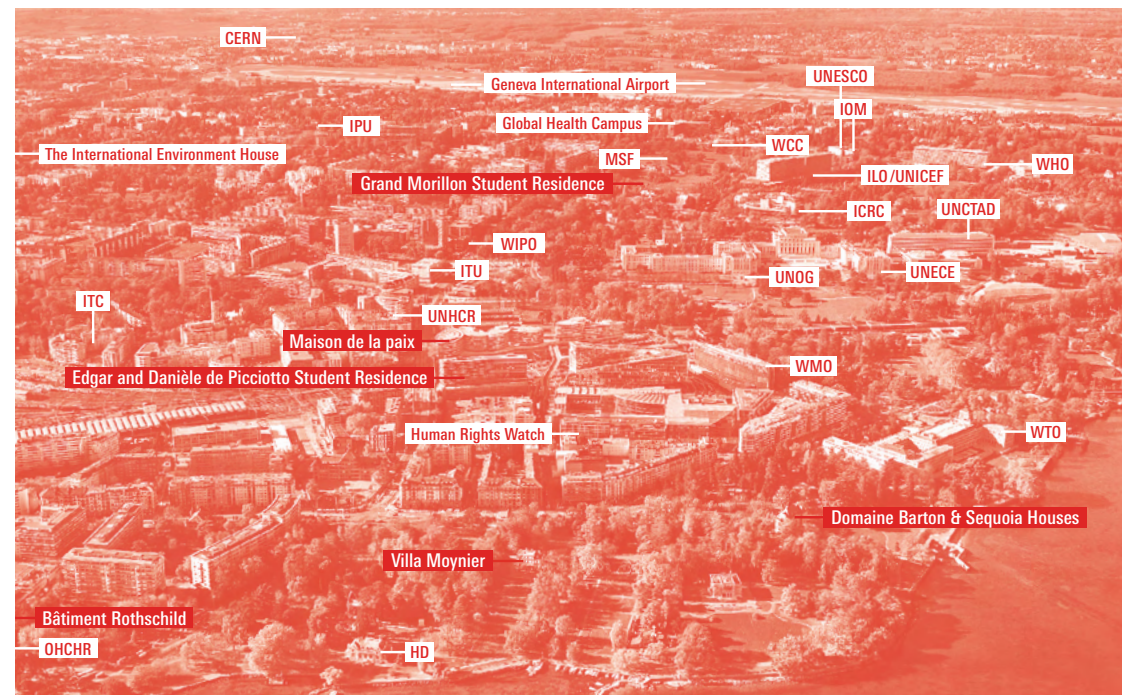 CERN
UNESCO
Geneva International Airport
IOM
Global Health Campus
IPU
WCC
The International Environment House
MSF
WHO
ILO/UNICEF
Grand Morillon Student Residence
ICRC
UNCTAD
WIPO
ITU
UNOG
UNECE
ITC
UNHCR
Maison de la paix
WMO
Edgar and Danièle de Picciotto Student Residence
Human Rights Watch
WTO
Domaine Barton & Sequoia Houses
Villa Moynier
Bâtiment Rothschild
OHCHR
HD